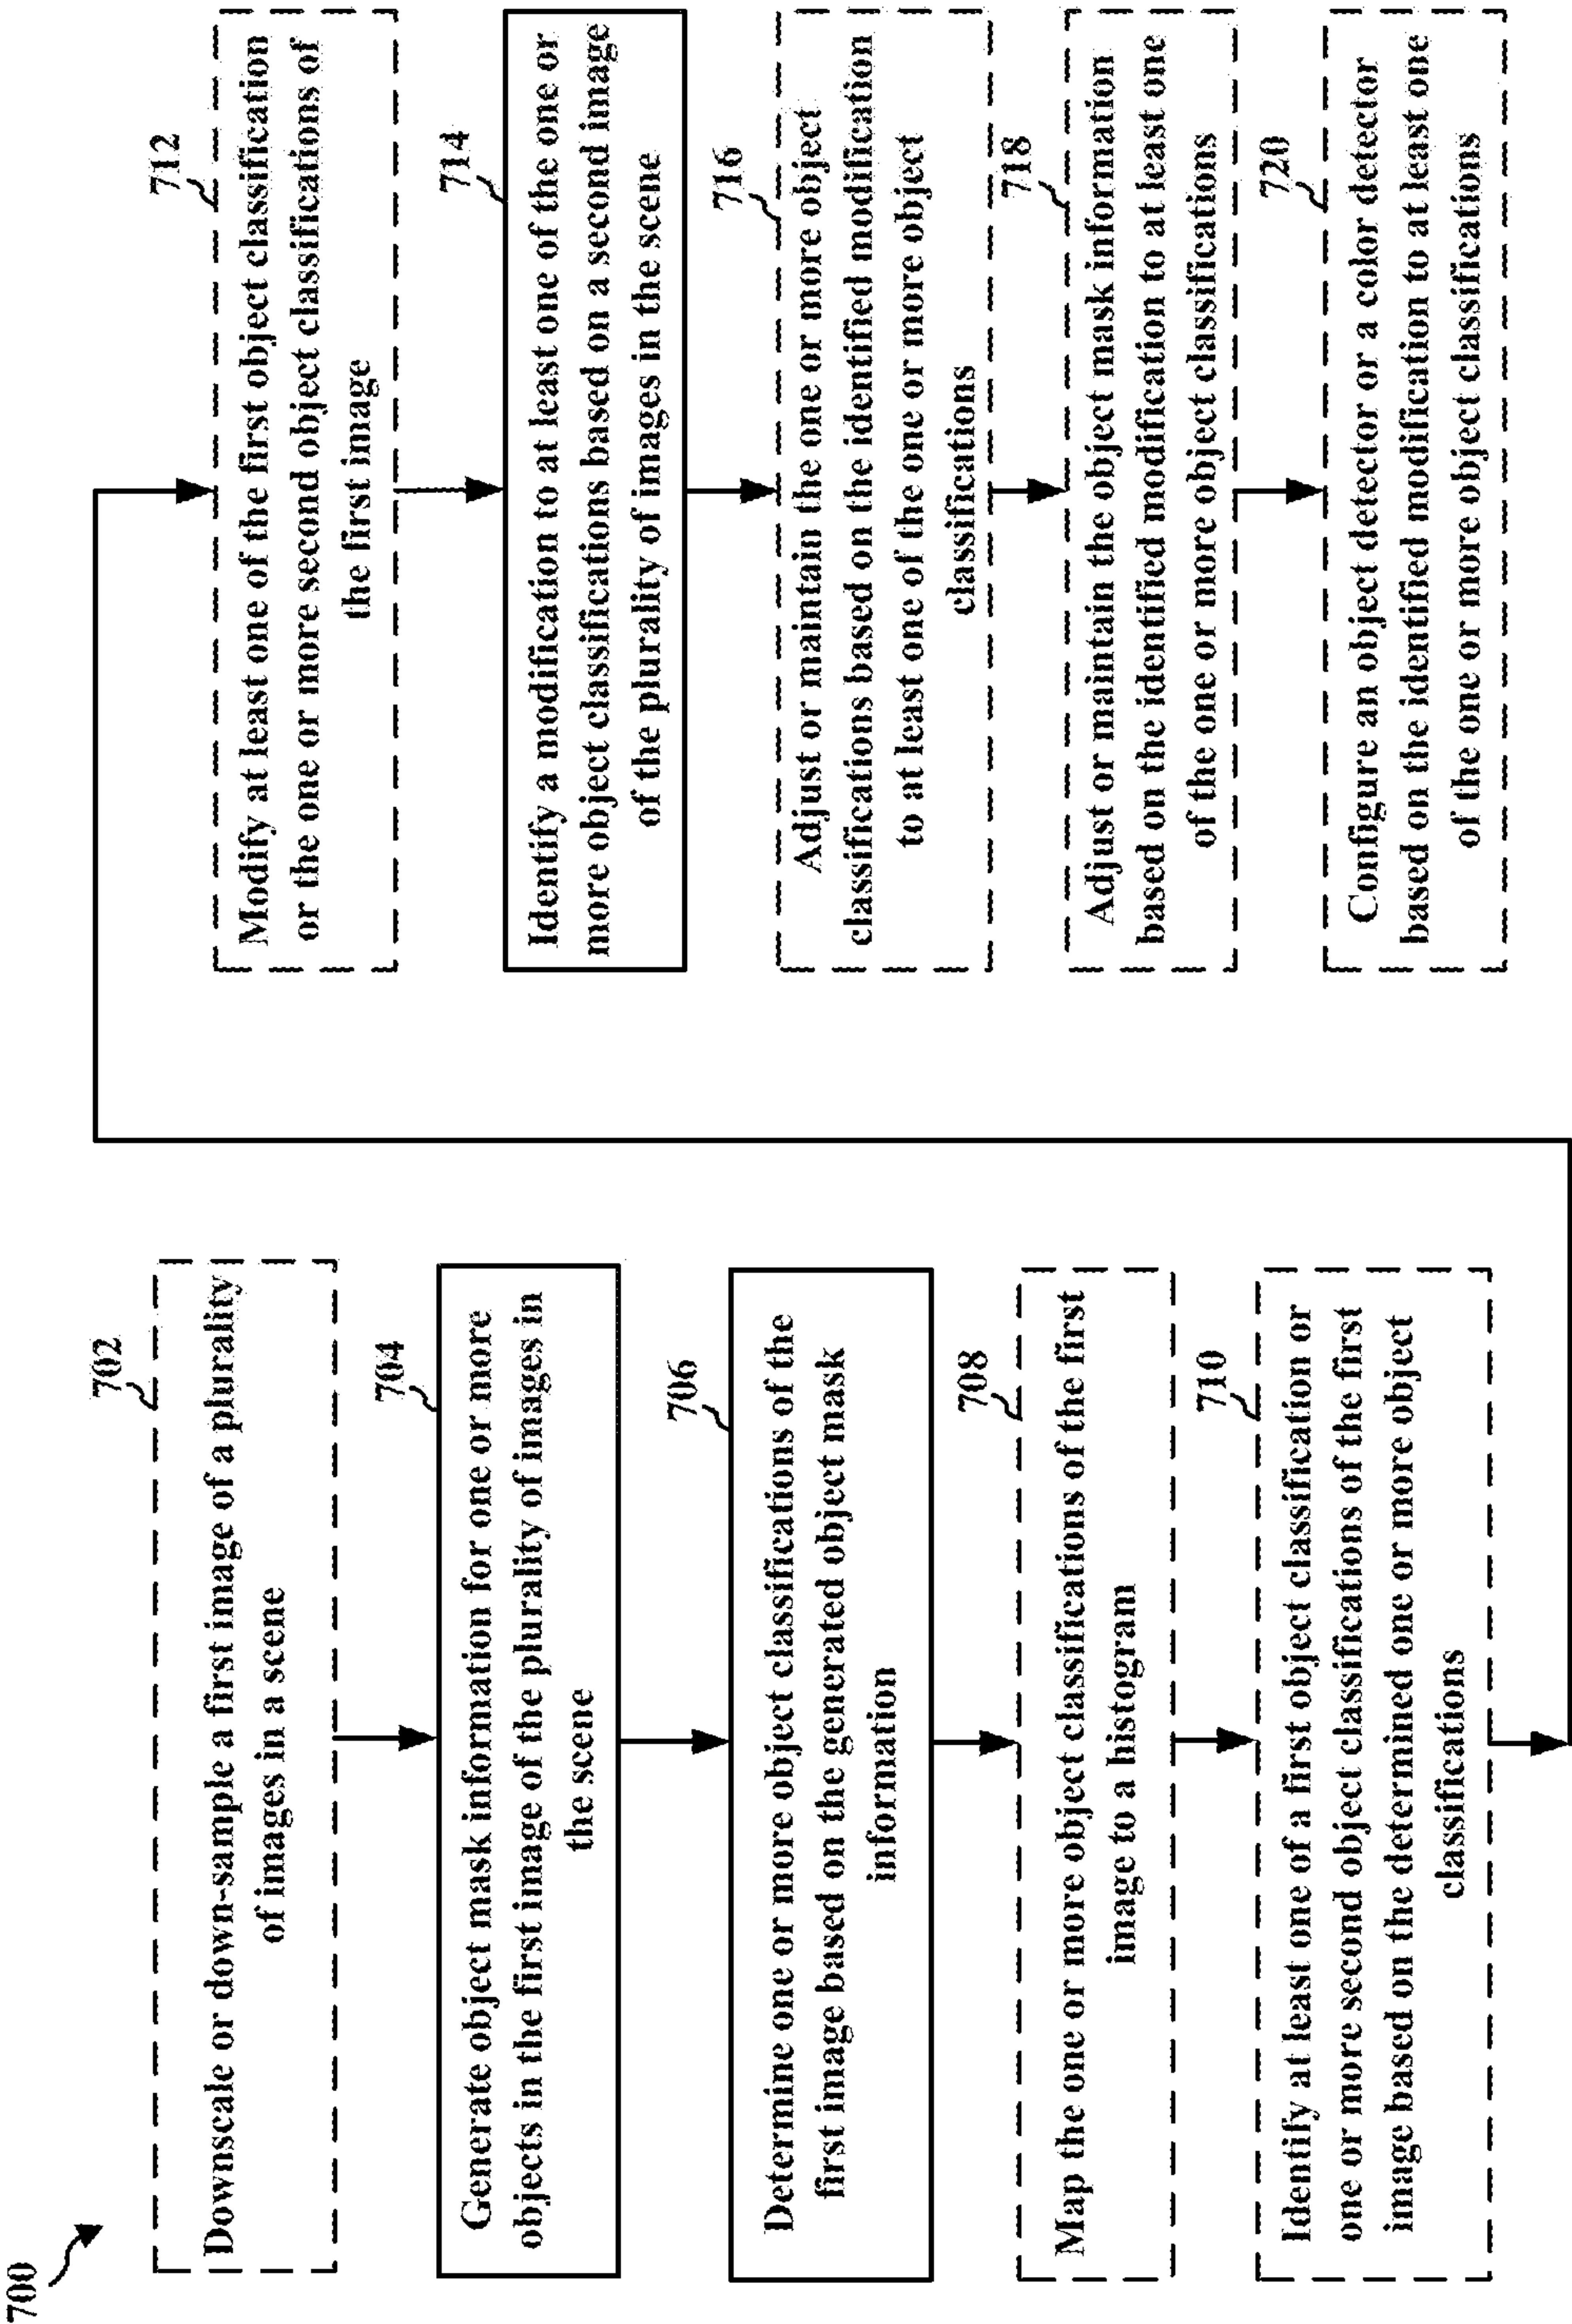 700
702
Downscale or down-sample a first image of a plurality
of images in a scene
704
Generate object mask information for one or more
objects in the first image of the plurality of images in
the scene
706
Determine one or more object classifications of the
first image based on the generated object mask
information
708
Map the one or more object classifications of the first
image to a histogram
710
Identify at least one of a first object classification or
one or more second object classifications of the first
image based on the determined one or more object
classifications
712
Modify at least one of the first object classification
or the one or more second object classifications of
the first image
714
Identify a modification to at least one of the one or
more object classifications based on a second image
of the plurality of images in the scene
716
Adjust or maintain the one or more object
classifications based on the identified modification
to at least one of the one or more object
classifications
718
Adjust or maintain the object mask information
based on the identified modification to at least one
of the one or more object classifications
720
Configure an object detector or a color detector
based on the identified modification to at least one
of the one or more object classifications